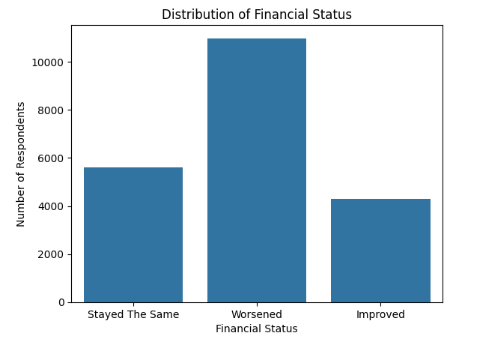 Distribution of Financial Status
Number of Respondents
10000
8000
6000
4000
2000
0
Stayed The Same Worsened Improved
Financial Status